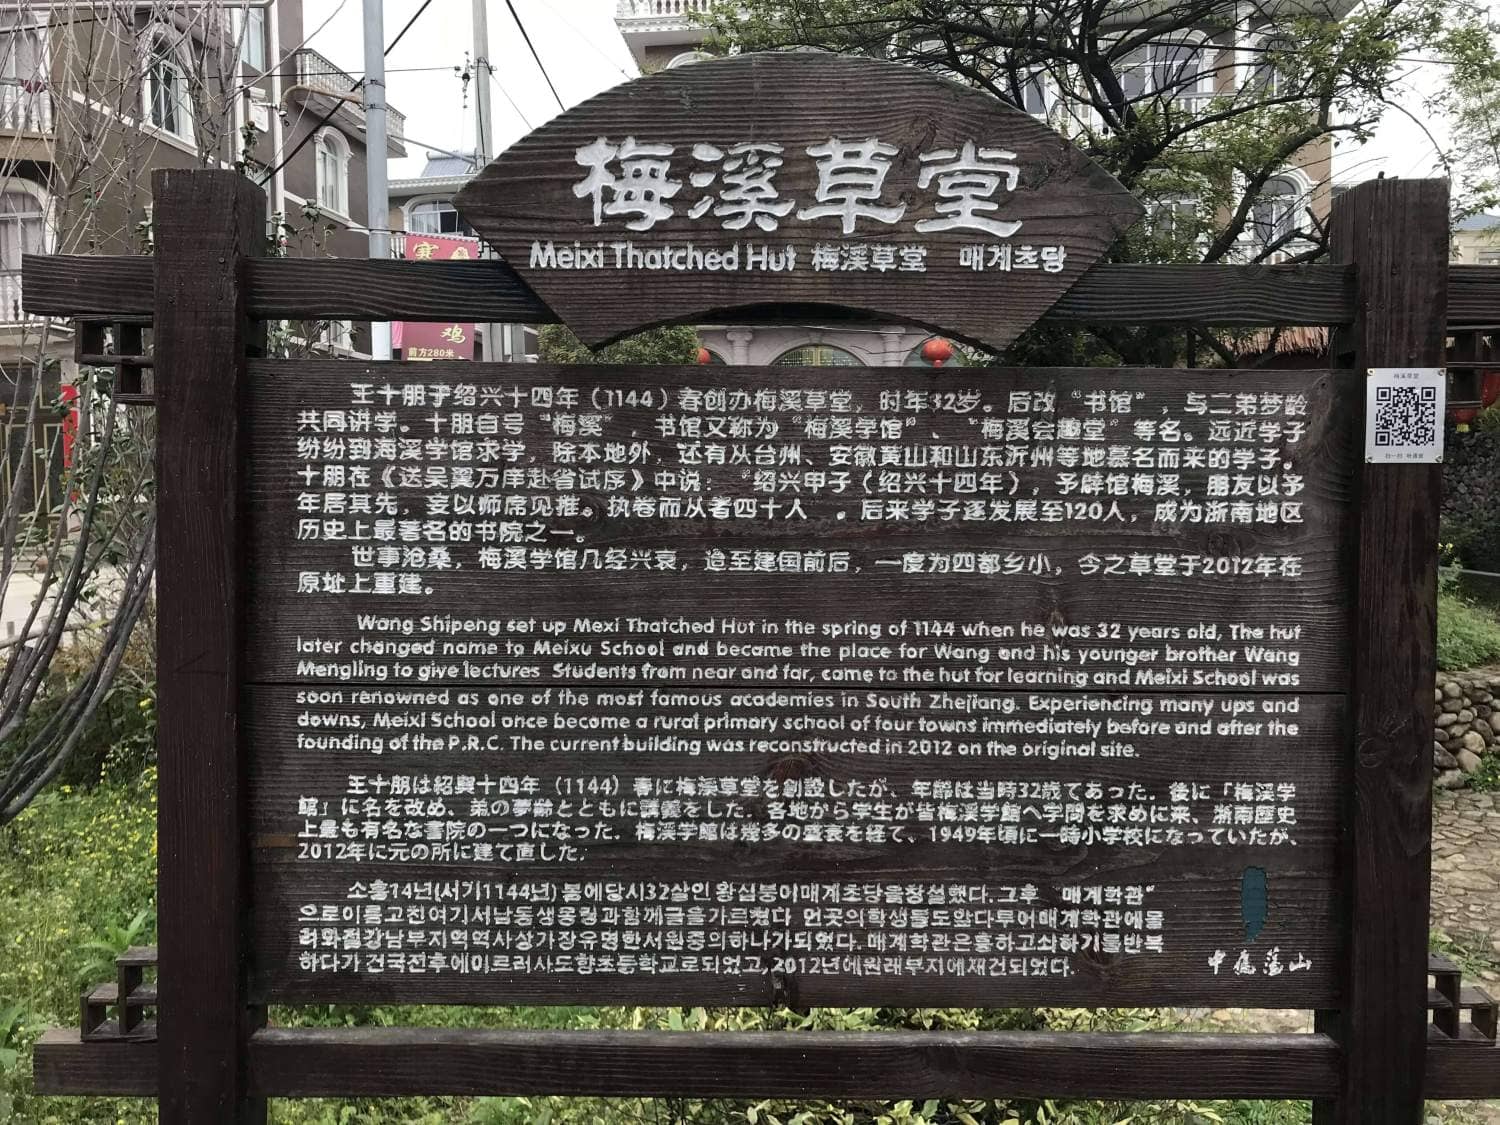 梅溪草堂
Meixi Thatched Hut 梅溪草堂 매계초당
鸡
前方280米
梅溪草堂
王十朋于绍兴十四年（1144）春创办梅溪草堂，时年32岁。后改“书馆”，与二弟梦龄
共同讲学。十朋自号“梅溪”，书馆又称为“梅溪学馆”、“梅溪会趣堂”等名。远近学子
纷纷到梅溪学馆求学，除本地外，还有从台州、安徽黄山和山东沂州等地慕名而来的学子。
十朋在《送吴翼万庠赴省试序》中说：“绍兴甲子（绍兴十四年），予辟馆梅溪，朋友以予
年居其先，妄以师席见推。执卷而从者四十人 。后来学子逐发展至120人，成为浙南地区
历史上最著名的书院之一。
世事沧桑，梅溪学馆几经兴衰，造至建国前后，一度为四都乡小，今之草堂于2012年在
原址上重建。
Wang Shipeng set up Mexi Thatched Hut in the spring of 1144 when he was 32 years old, The hut
later changed name to Meixu School and became the place for Wang and his younger brother Wang
Mengling to give lectures Students from near and far, came to the hut for learning and Meixi School was
soon renowned as one of the most famous academies in South Zhejiang. Experiencing many ups and
downs, Meixi School once become a rural primary school of four towns immediately before and after the
founding of the P.R.C. The current building was reconstructed in 2012 on the original site.
王十朋は紹興十四年（1144）春に梅溪草堂を創設したが、年齢は当時32歳てあった．後に「梅溪学
館」に名を改め、弟の夢齢とともに講義をした．各地から学生が皆梅溪学館へ学問を求めに来、浙南歴史
上最も有名な書院の一つになった．梅溪学館は幾多の盛衰を経て、1949年頃に一時小学校になっていたが、
2012年に元の所に建て直した．
소흥14년(서기1144년) 봄에당시32살인 왕십붕이매계초당을창설했다. 그후 “매계학관”
으로이름고친여기서남동생몽링과함께글을가르쳤다 먼곳의학생들도앞다투어매계학관에몰
려와절강남부지역역사상가장유명한서원중의하나가되었다. 매계학관은흥하고쇠하기를반복
하다가 건국전후에이르러사도향초등학교로되었고, 2012년에원래부지에재건되었다.
中雁荡山